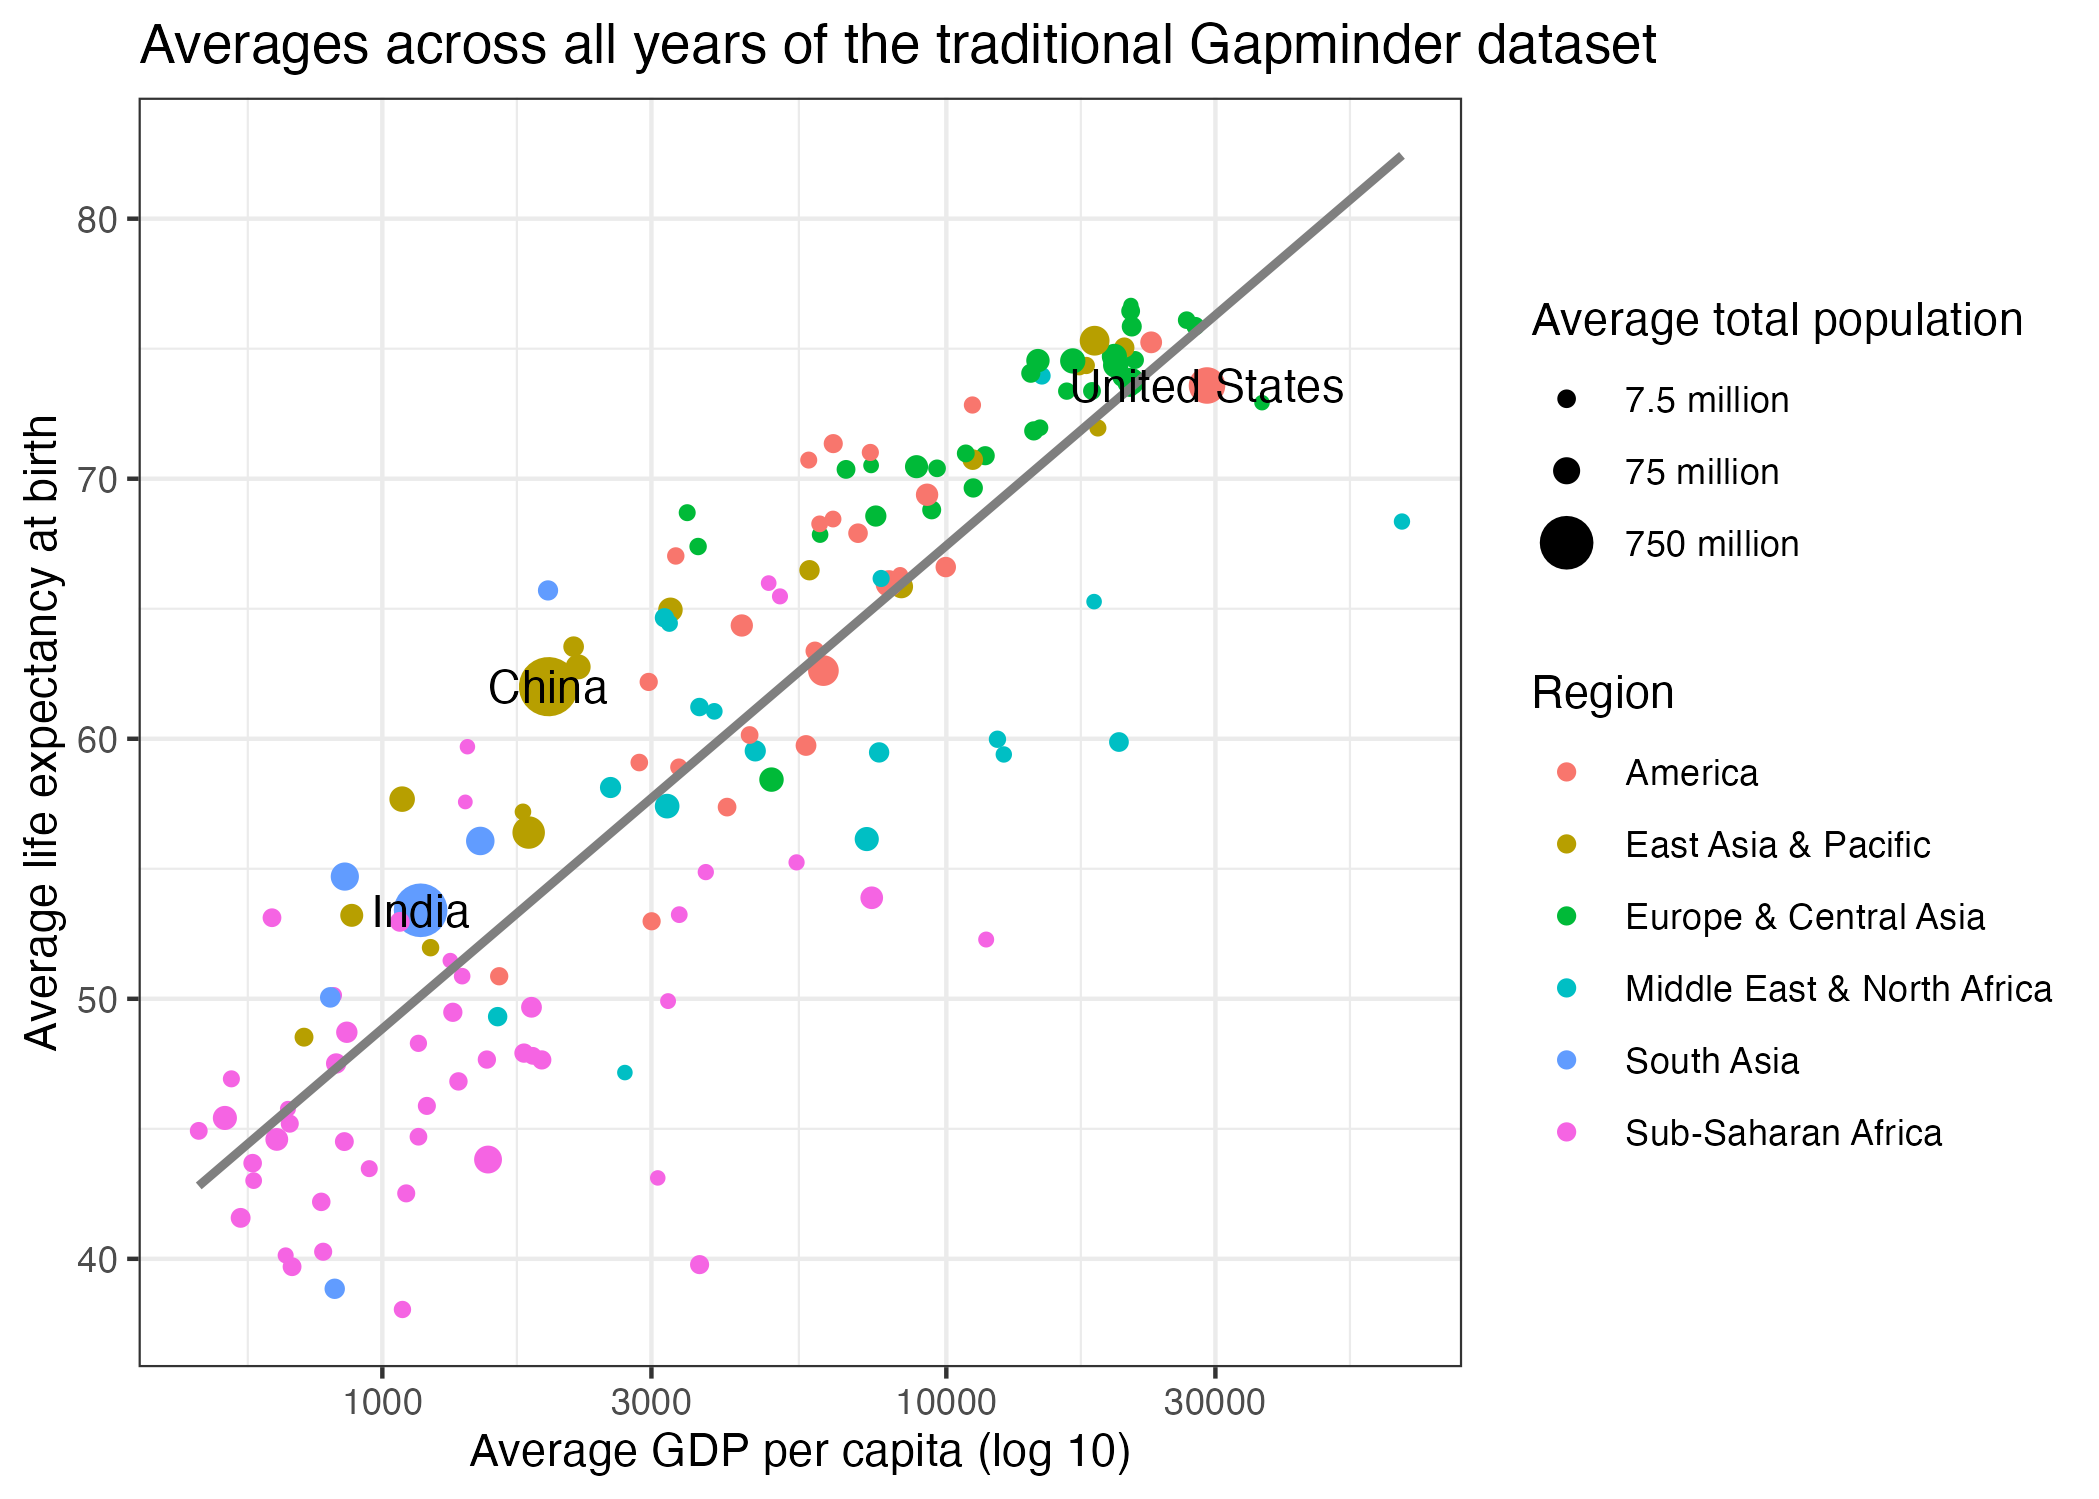 Averages across all years of the traditional Gapminder dataset
Average life expectancy at birth
80
70
60
50
40
United States
China
India
1000
3000
10000
30000
Average GDP per capita (log 10)
Average total population
7.5 million
75 million
750 million
Region
America
East Asia & Pacific
Europe & Central Asia
Middle East & North Africa
South Asia
Sub-Saharan Africa